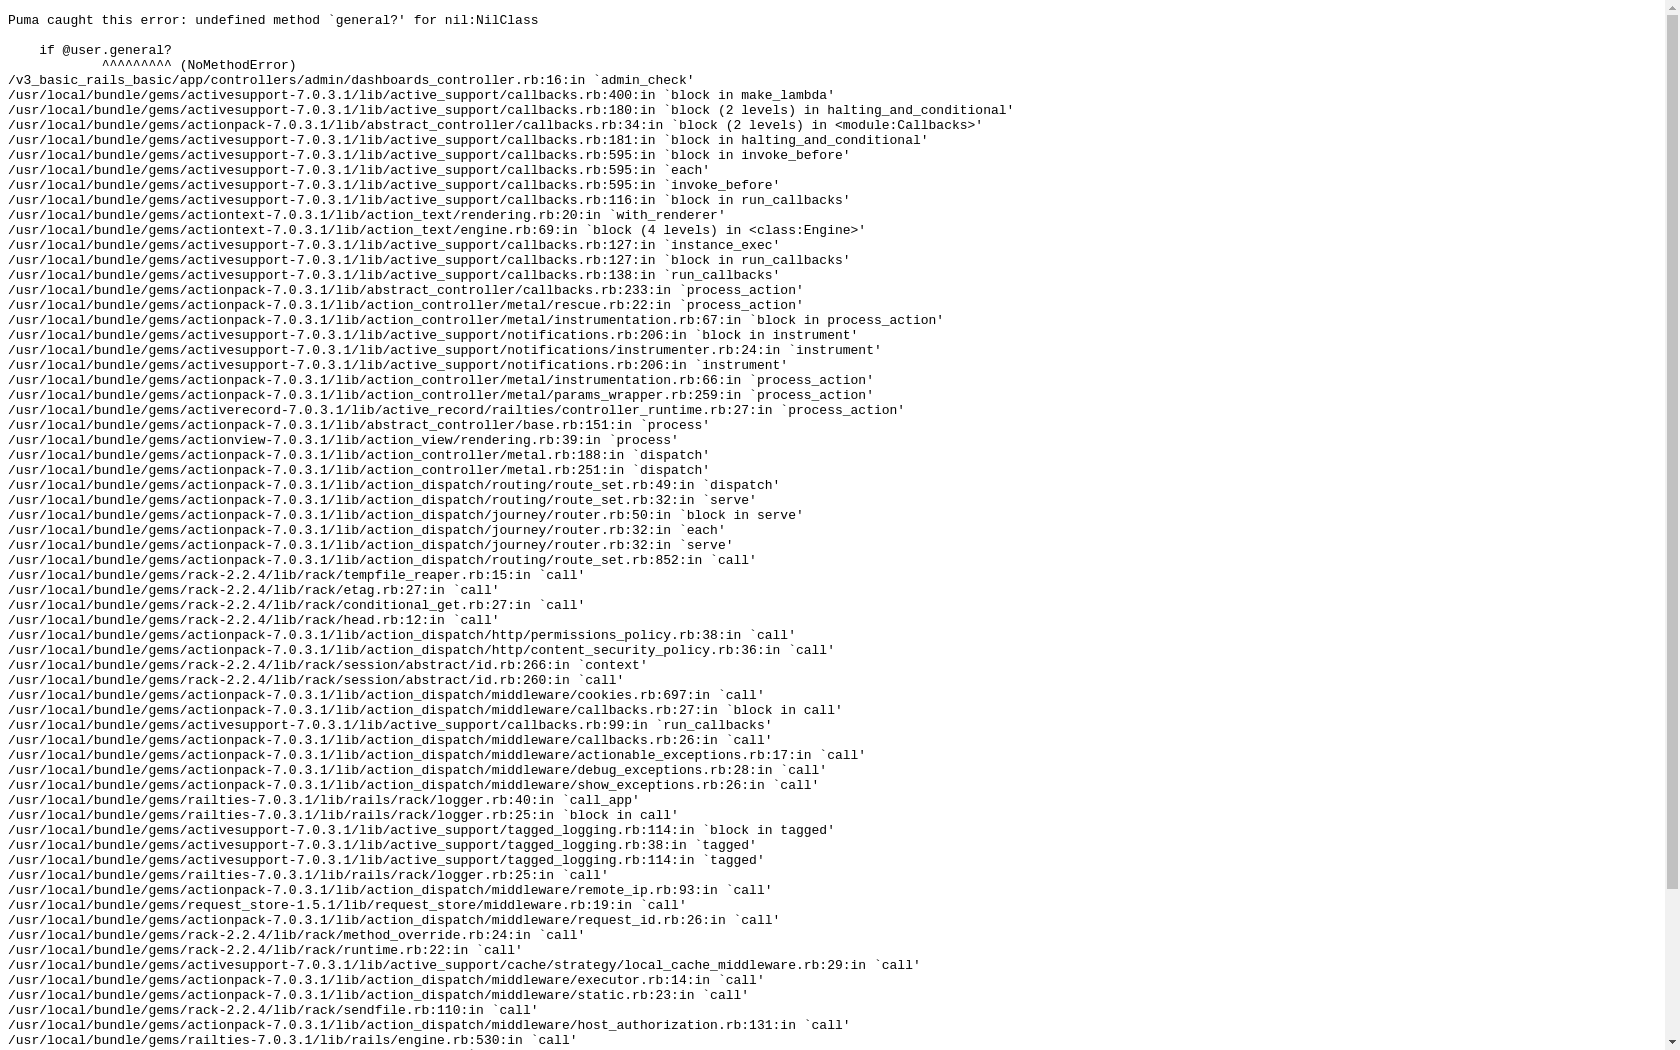 Puma caught this error: undefined method `general?' for nil:NilClass
if @user.general?
^^^^^^^^^ (NoMethodError)
/v3_basic_rails_basic/app/controllers/admin/dashboards_controller.rb:16:in `admin_check'
/usr/local/bundle/gems/activesupport-7.0.3.1/lib/active_support/callbacks.rb:400:in `block in make_lambda'
/usr/local/bundle/gems/activesupport-7.0.3.1/lib/active_support/callbacks.rb:180:in `block (2 levels) in halting_and_conditional'
/usr/local/bundle/gems/actionpack-7.0.3.1/lib/abstract_controller/callbacks.rb:34:in `block (2 levels) in <module:Callbacks>'
/usr/local/bundle/gems/activesupport-7.0.3.1/lib/active_support/callbacks.rb:181:in `block in halting_and_conditional'
/usr/local/bundle/gems/activesupport-7.0.3.1/lib/active_support/callbacks.rb:595:in `block in invoke_before'
/usr/local/bundle/gems/activesupport-7.0.3.1/lib/active_support/callbacks.rb:595:in `each'
/usr/local/bundle/gems/activesupport-7.0.3.1/lib/active_support/callbacks.rb:595:in `invoke_before'
/usr/local/bundle/gems/activesupport-7.0.3.1/lib/active_support/callbacks.rb:116:in `block in run_callbacks'
/usr/local/bundle/gems/actiontext-7.0.3.1/lib/action_text/rendering.rb:20:in `with_renderer'
/usr/local/bundle/gems/actiontext-7.0.3.1/lib/action_text/engine.rb:69:in `block (4 levels) in <class:Engine>'
/usr/local/bundle/gems/activesupport-7.0.3.1/lib/active_support/callbacks.rb:127:in `instance_exec'
/usr/local/bundle/gems/activesupport-7.0.3.1/lib/active_support/callbacks.rb:127:in `block in run_callbacks'
/usr/local/bundle/gems/activesupport-7.0.3.1/lib/active_support/callbacks.rb:138:in `run_callbacks'
/usr/local/bundle/gems/actionpack-7.0.3.1/lib/abstract_controller/callbacks.rb:233:in `process_action'
/usr/local/bundle/gems/actionpack-7.0.3.1/lib/action_controller/metal/rescue.rb:22:in `process_action'
/usr/local/bundle/gems/actionpack-7.0.3.1/lib/action_controller/metal/instrumentation.rb:67:in `block in process_action'
/usr/local/bundle/gems/activesupport-7.0.3.1/lib/active_support/notifications.rb:206:in `block in instrument'
/usr/local/bundle/gems/activesupport-7.0.3.1/lib/active_support/notifications/instrumenter.rb:24:in `instrument'
/usr/local/bundle/gems/activesupport-7.0.3.1/lib/active_support/notifications.rb:206:in `instrument'
/usr/local/bundle/gems/actionpack-7.0.3.1/lib/action_controller/metal/instrumentation.rb:66:in `process_action'
/usr/local/bundle/gems/actionpack-7.0.3.1/lib/action_controller/metal/params_wrapper.rb:259:in `process_action'
/usr/local/bundle/gems/activerecord-7.0.3.1/lib/active_record/railties/controller_runtime.rb:27:in `process_action'
/usr/local/bundle/gems/actionpack-7.0.3.1/lib/abstract_controller/base.rb:151:in `process'
/usr/local/bundle/gems/actionview-7.0.3.1/lib/action_view/rendering.rb:39:in `process'
/usr/local/bundle/gems/actionpack-7.0.3.1/lib/action_controller/metal.rb:188:in `dispatch'
/usr/local/bundle/gems/actionpack-7.0.3.1/lib/action_controller/metal.rb:251:in `dispatch'
/usr/local/bundle/gems/actionpack-7.0.3.1/lib/action_dispatch/routing/route_set.rb:49:in `dispatch'
/usr/local/bundle/gems/actionpack-7.0.3.1/lib/action_dispatch/routing/route_set.rb:32:in `serve'
/usr/local/bundle/gems/actionpack-7.0.3.1/lib/action_dispatch/journey/router.rb:50:in `block in serve'
/usr/local/bundle/gems/actionpack-7.0.3.1/lib/action_dispatch/journey/router.rb:32:in `each'
/usr/local/bundle/gems/actionpack-7.0.3.1/lib/action_dispatch/journey/router.rb:32:in `serve'
/usr/local/bundle/gems/actionpack-7.0.3.1/lib/action_dispatch/routing/route_set.rb:852:in `call'
/usr/local/bundle/gems/rack-2.2.4/lib/rack/tempfile_reaper.rb:15:in `call'
/usr/local/bundle/gems/rack-2.2.4/lib/rack/etag.rb:27:in `call'
/usr/local/bundle/gems/rack-2.2.4/lib/rack/conditional_get.rb:27:in `call'
/usr/local/bundle/gems/rack-2.2.4/lib/rack/head.rb:12:in `call'
/usr/local/bundle/gems/actionpack-7.0.3.1/lib/action_dispatch/http/permissions_policy.rb:38:in `call'
/usr/local/bundle/gems/actionpack-7.0.3.1/lib/action_dispatch/http/content_security_policy.rb:36:in `call'
/usr/local/bundle/gems/rack-2.2.4/lib/rack/session/abstract/id.rb:266:in `context'
/usr/local/bundle/gems/rack-2.2.4/lib/rack/session/abstract/id.rb:260:in `call'
/usr/local/bundle/gems/actionpack-7.0.3.1/lib/action_dispatch/middleware/cookies.rb:697:in `call'
/usr/local/bundle/gems/actionpack-7.0.3.1/lib/action_dispatch/middleware/callbacks.rb:27:in `block in call'
/usr/local/bundle/gems/activesupport-7.0.3.1/lib/active_support/callbacks.rb:99:in `run_callbacks'
/usr/local/bundle/gems/actionpack-7.0.3.1/lib/action_dispatch/middleware/callbacks.rb:26:in `call'
/usr/local/bundle/gems/actionpack-7.0.3.1/lib/action_dispatch/middleware/actionable_exceptions.rb:17:in `call'
/usr/local/bundle/gems/actionpack-7.0.3.1/lib/action_dispatch/middleware/debug_exceptions.rb:28:in `call'
/usr/local/bundle/gems/actionpack-7.0.3.1/lib/action_dispatch/middleware/show_exceptions.rb:26:in `call'
/usr/local/bundle/gems/railties-7.0.3.1/lib/rails/rack/logger.rb:40:in `call_app'
/usr/local/bundle/gems/railties-7.0.3.1/lib/rails/rack/logger.rb:25:in `block in call'
/usr/local/bundle/gems/activesupport-7.0.3.1/lib/active_support/tagged_logging.rb:114:in `block in tagged'
/usr/local/bundle/gems/activesupport-7.0.3.1/lib/active_support/tagged_logging.rb:38:in `tagged'
/usr/local/bundle/gems/activesupport-7.0.3.1/lib/active_support/tagged_logging.rb:114:in `tagged'
/usr/local/bundle/gems/railties-7.0.3.1/lib/rails/rack/logger.rb:25:in `call'
/usr/local/bundle/gems/actionpack-7.0.3.1/lib/action_dispatch/middleware/remote_ip.rb:93:in `call'
/usr/local/bundle/gems/request_store-1.5.1/lib/request_store/middleware.rb:19:in `call'
/usr/local/bundle/gems/actionpack-7.0.3.1/lib/action_dispatch/middleware/request_id.rb:26:in `call'
/usr/local/bundle/gems/rack-2.2.4/lib/rack/method_override.rb:24:in `call'
/usr/local/bundle/gems/rack-2.2.4/lib/rack/runtime.rb:22:in `call'
/usr/local/bundle/gems/activesupport-7.0.3.1/lib/active_support/cache/strategy/local_cache_middleware.rb:29:in `call'
/usr/local/bundle/gems/actionpack-7.0.3.1/lib/action_dispatch/middleware/executor.rb:14:in `call'
/usr/local/bundle/gems/actionpack-7.0.3.1/lib/action_dispatch/middleware/static.rb:23:in `call'
/usr/local/bundle/gems/rack-2.2.4/lib/rack/sendfile.rb:110:in `call'
/usr/local/bundle/gems/actionpack-7.0.3.1/lib/action_dispatch/middleware/host_authorization.rb:131:in `call'
/usr/local/bundle/gems/railties-7.0.3.1/lib/rails/engine.rb:530:in `call'